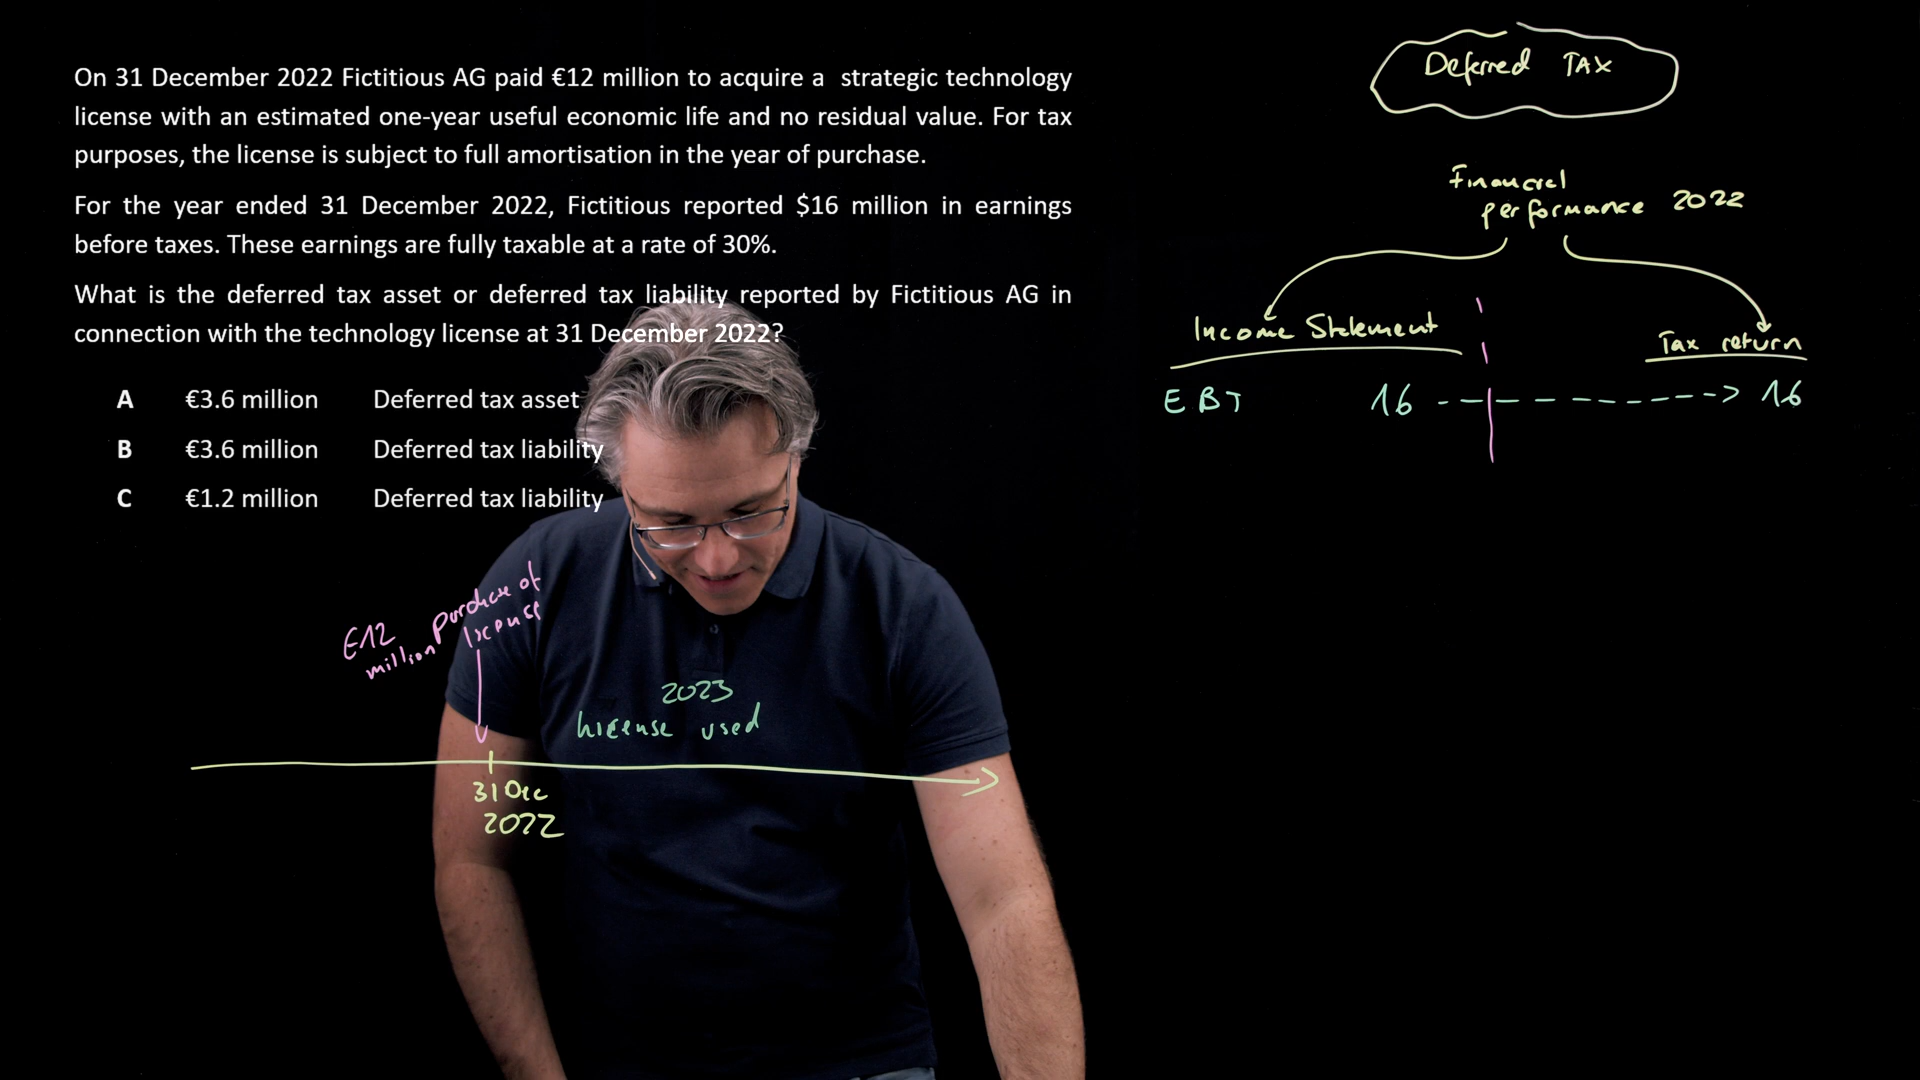 On 31 December 2022 Fictitious AG paid €12 million to acquire a strategic technology
license with an estimated one-year useful economic life and no residual value. For tax
purposes, the license is subject to full amortisation in the year of purchase.
For the year ended 31 December 2022, Fictitious reported $16 million in earnings
before taxes. These earnings are fully taxable at a rate of 30%.
What is the deferred tax asset or deferred tax liability reported by Fictitious AG in
connection with the technology license at 31 December 2022?
A €3.6 million Deferred tax asset
B €3.6 million Deferred tax liability
C €1.2 million Deferred tax liability
€12
million
purchase of
license
2023
License used
31 Dec
2022
Deferred TAX
Financial
performance 2022
Income Statement
Tax return
EBT 16 16